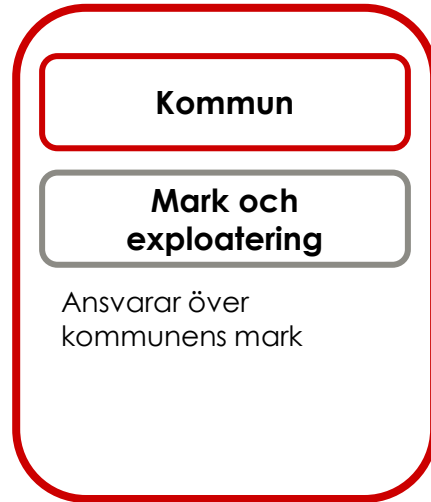 Kommun
Mark och
exploatering
Ansvarar över
kommunens mark